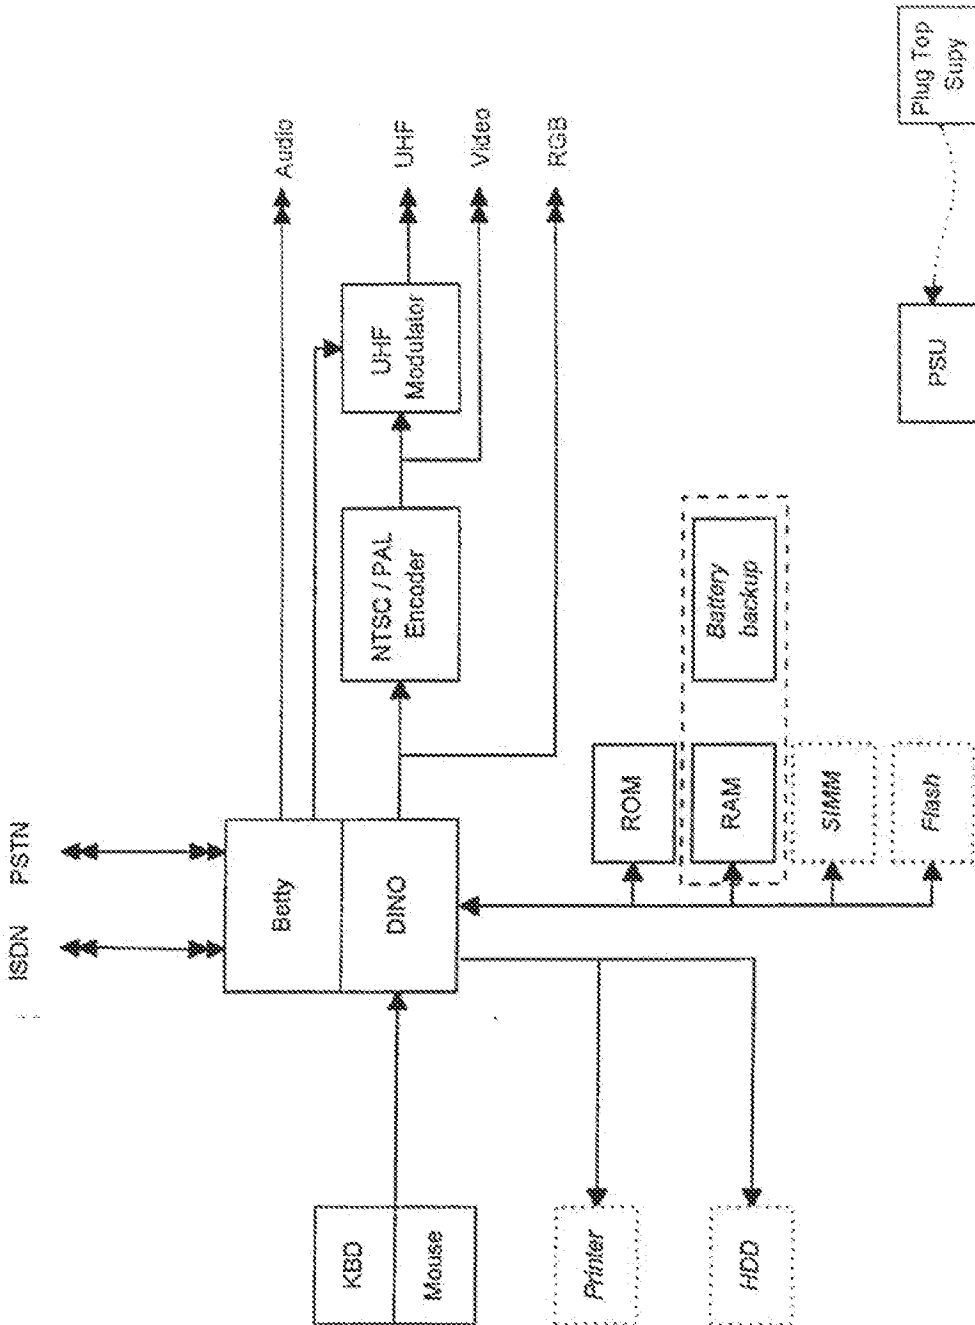 ISDN
PSTN
Audio
UHF
Video
RGB
Betty
DINO
UHF
Modulator
NTSC / PAL
Encoder
KBD
Mouse
ROM
RAM
Battery
backup
SIMM
Flash
Printer
HDD
PSU
Plug Top
Supy